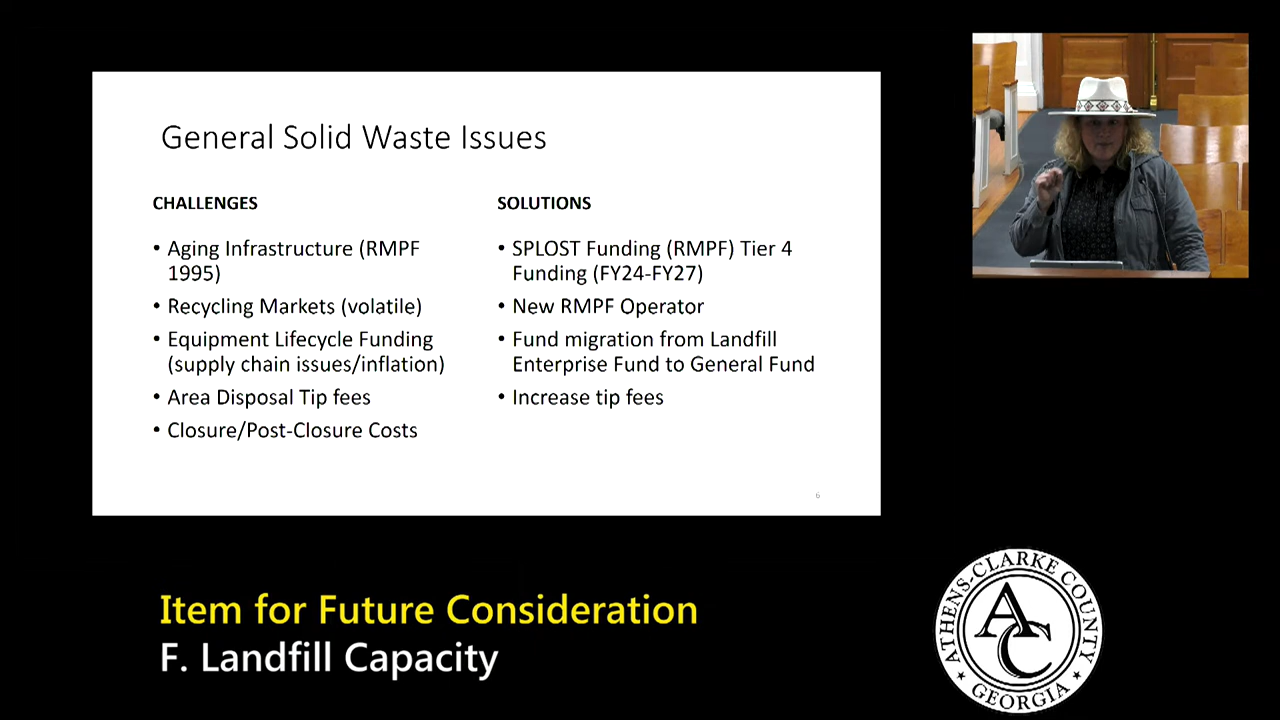 General Solid Waste Issues
CHALLENGES
• Aging Infrastructure (RMPF
1995)
• Recycling Markets (volatile)
• Equipment Lifecycle Funding
(supply chain issues/inflation)
• Area Disposal Tip fees
• Closure/Post-Closure Costs
SOLUTIONS
• SPLOST Funding (RMPF) Tier 4
Funding (FY24-FY27)
• New RMPF Operator
• Fund migration from Landfill
Enterprise Fund to General Fund
• Increase tip fees
6
Item for Future Consideration
F. Landfill Capacity
ATHENS-CLARKE COUNTY
AC
GEORGIA